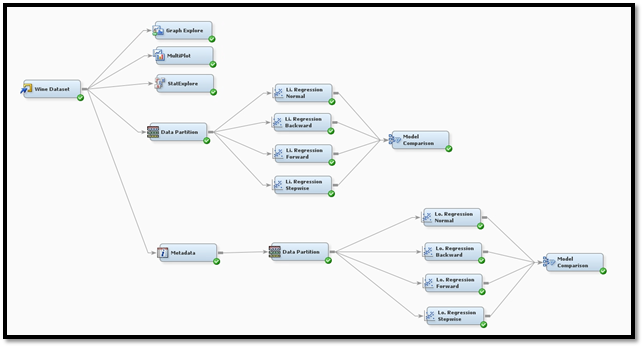 Graph Explore
MultiPlot
Wine Dataset
StatExplore
Li. Regression
Normal
Li. Regression
Backward
Data Partition
Model
Comparison
Li. Regression
Forward
Li. Regression
Stepwise
Lo. Regression
Normal
Metadata
Data Partition
Lo. Regression
Backward
Model
Comparison
Lo. Regression
Forward
Lo. Regression
Stepwise